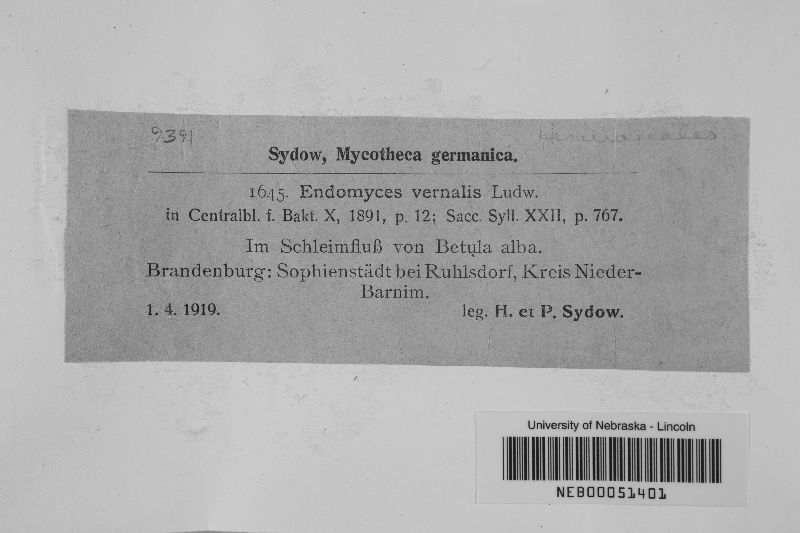 9391
Sydow, Mycotheca germanica.
1645. Endomyces vernalis Ludw.
in Centralbl. f. Bakt. X, 1891, p. 12; Sacc. Syll. XXII, p. 767.
Im Schleimfluß von Betula alba.
Brandenburg: Sophienstädt bei Ruhlsdorf, Kreis Nieder-
Barnim.
1. 4. 1919. leg. H. et P. Sydow.
University of Nebraska - Lincoln
NEB00051401